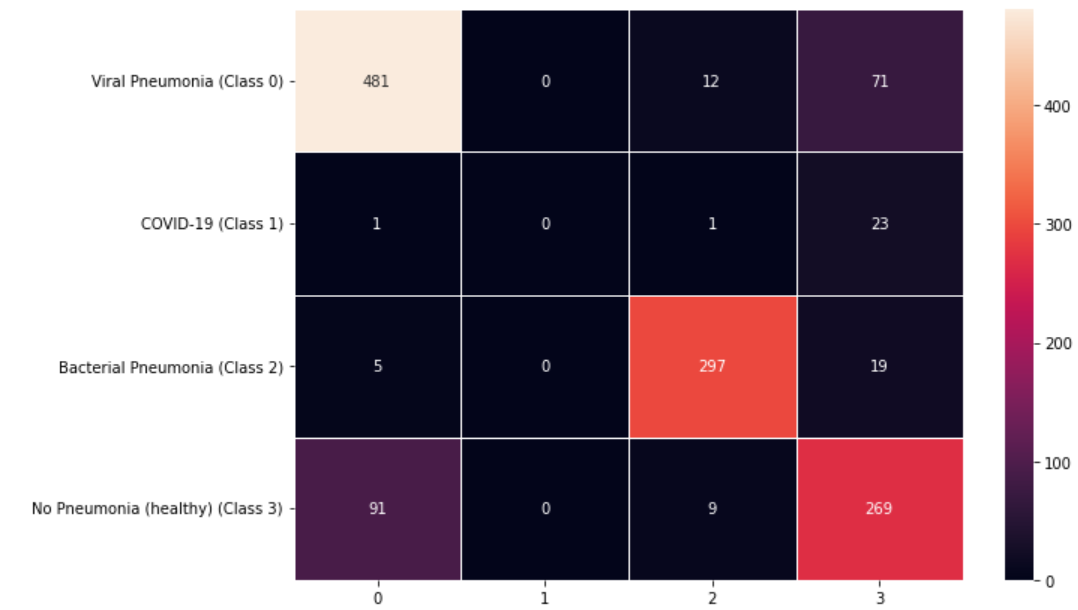 Viral Pneumonia (Class 0)
481 0 12 71
COVID-19 (Class 1)
1 0 1 23
Bacterial Pneumonia (Class 2)
5 0 297 19
No Pneumonia (healthy) (Class 3)
91 0 9 269
0 1 2 3
400
300
200
100
0